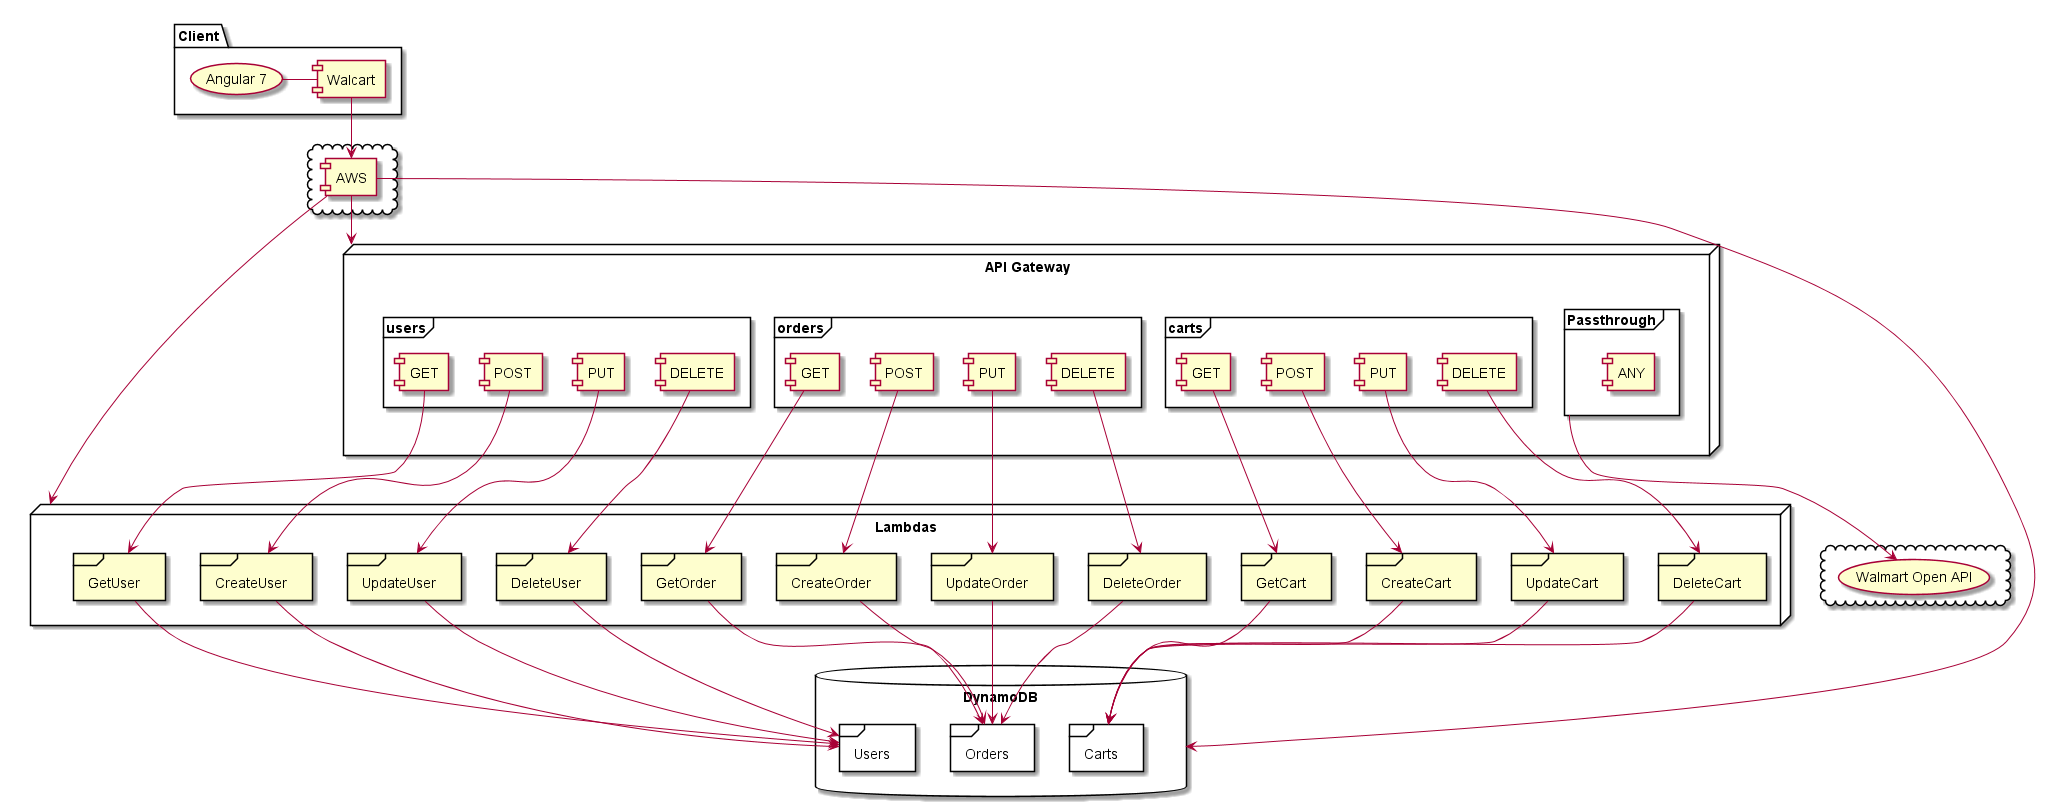 Client
Angular 7
Walcart
AWS
API Gateway
users
orders
carts
Passthrough
GET
POST
PUT
DELETE
GET
POST
PUT
DELETE
GET
POST
PUT
DELETE
ANY
Lambdas
GetUser
CreateUser
UpdateUser
DeleteUser
GetOrder
CreateOrder
UpdateOrder
DeleteOrder
GetCart
CreateCart
UpdateCart
DeleteCart
Walmart Open API
DynamoDB
Users
Orders
Carts